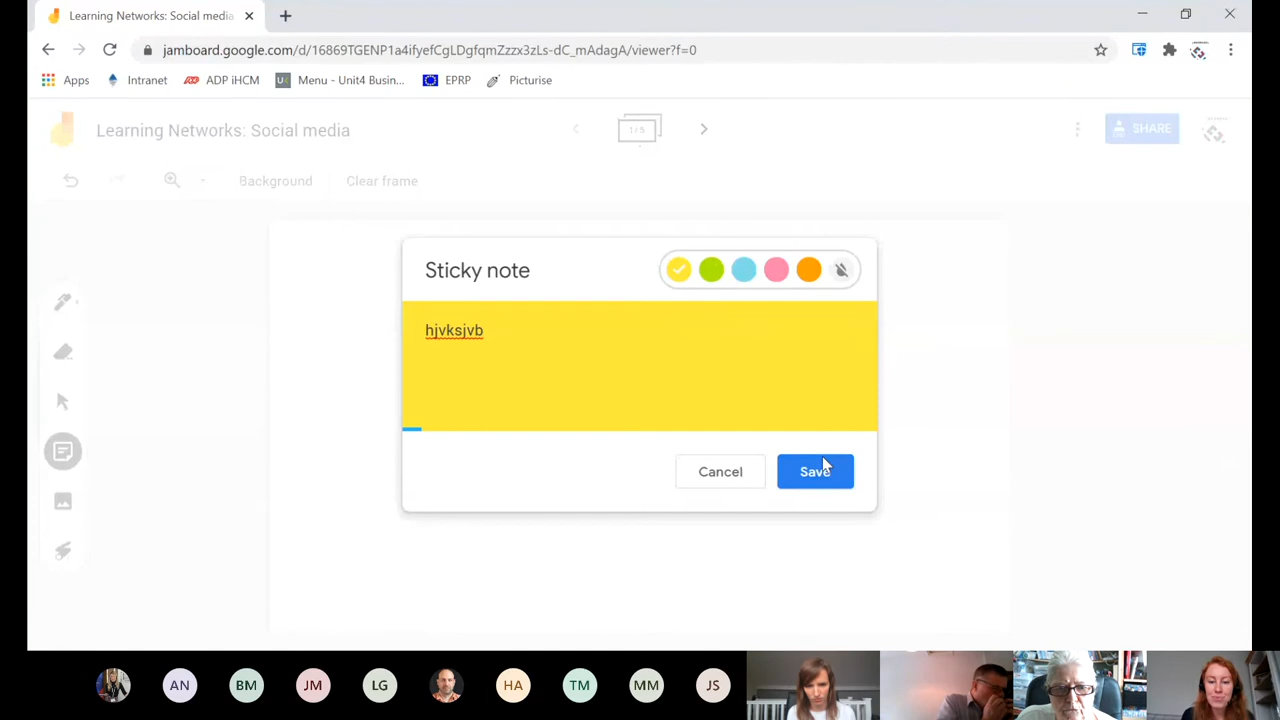 Learning Networks: Social media
jamboard.google.com/d/16869TGENP1a4ifyefCgLDgfqmZzzx3zLs-dC_mAdagA/viewer?f=0
Apps Intranet ADP iHCM Menu - Unit4 Busin... EPRP Picturise
Learning Networks: Social media 1/5 SHARE
Background Clear frame
Sticky note
hjvksjvb
Cancel Save
AN BM JM LG HA TM MM JS